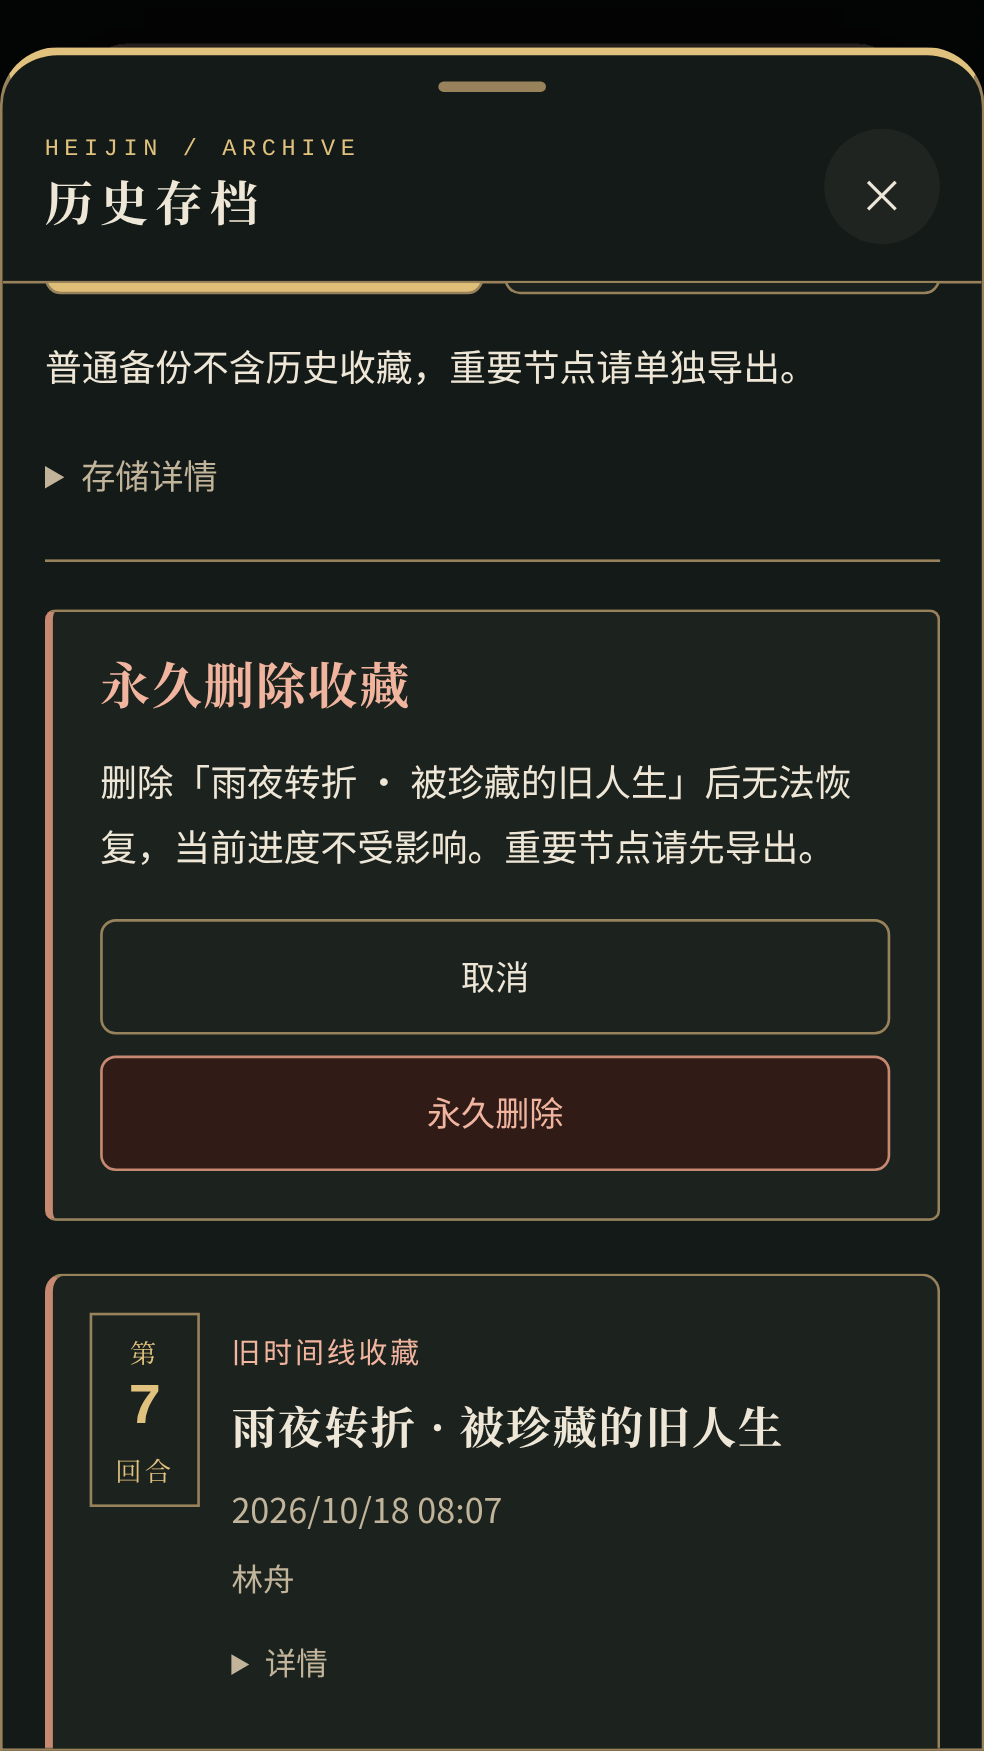 HEIJIN / ARCHIVE
历史存档
普通备份不含历史收藏，重要节点请单独导出。
▶ 存储详情
永久删除收藏
删除「雨夜转折 · 被珍藏的旧人生」后无法恢
复，当前进度不受影响。重要节点请先导出。
取消
永久删除
第
7
回合
旧时间线收藏
雨夜转折 · 被珍藏的旧人生
2026/10/18 08:07
林舟
▶ 详情